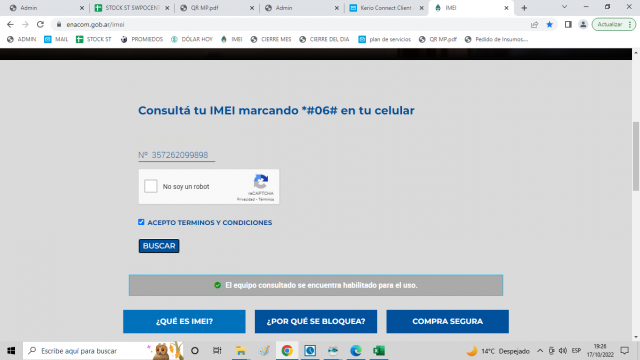 Admin
STOCK ST SWPOCENT
QR MP.pdf
Admin
Kerio Connect Client
IMEI
enacom.gob.ar/imei
Actualizar
ADMIN
MAIL
STOCK ST
PROMIEDOS
DÓLAR HOY
IMEI
CIERRE MES
CIERRE DEL DIA
plan de servicios
QR MP.pdf
Pedido de Insumos....
Consultá tu IMEI marcando *#06# en tu celular
Nº 357262099898
No soy un robot
reCAPTCHA
Privacidad - Términos
ACEPTO TERMINOS Y CONDICIONES
BUSCAR
El equipo consultado se encuentra habilitado para el uso.
¿QUÉ ES IMEI?
¿POR QUÉ SE BLOQUEA?
COMPRA SEGURA
Escribe aquí para buscar
14°C Despejado
ESP
19:28
17/10/2022